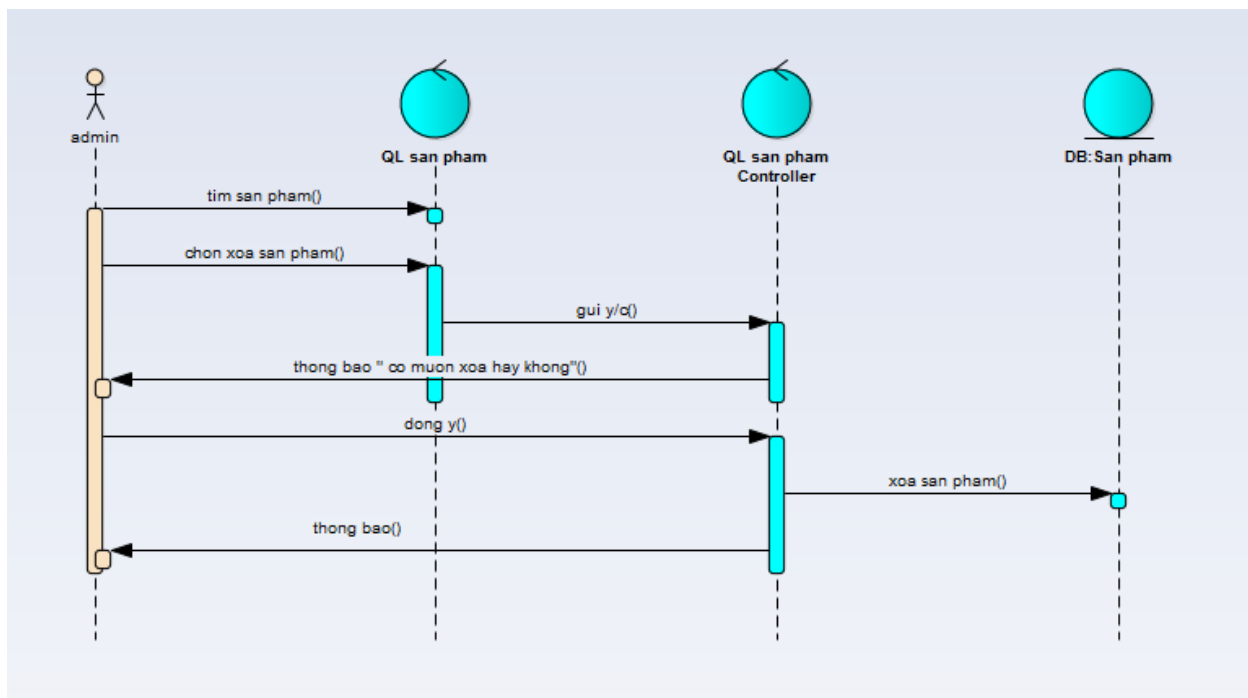 admin
QL san pham
QL san pham
Controller
DB:San pham
tim san pham()
chon xoa san pham()
gui y/c()
thong bao " co muon xoa hay khong"()
dong y()
xoa san pham()
thong bao()